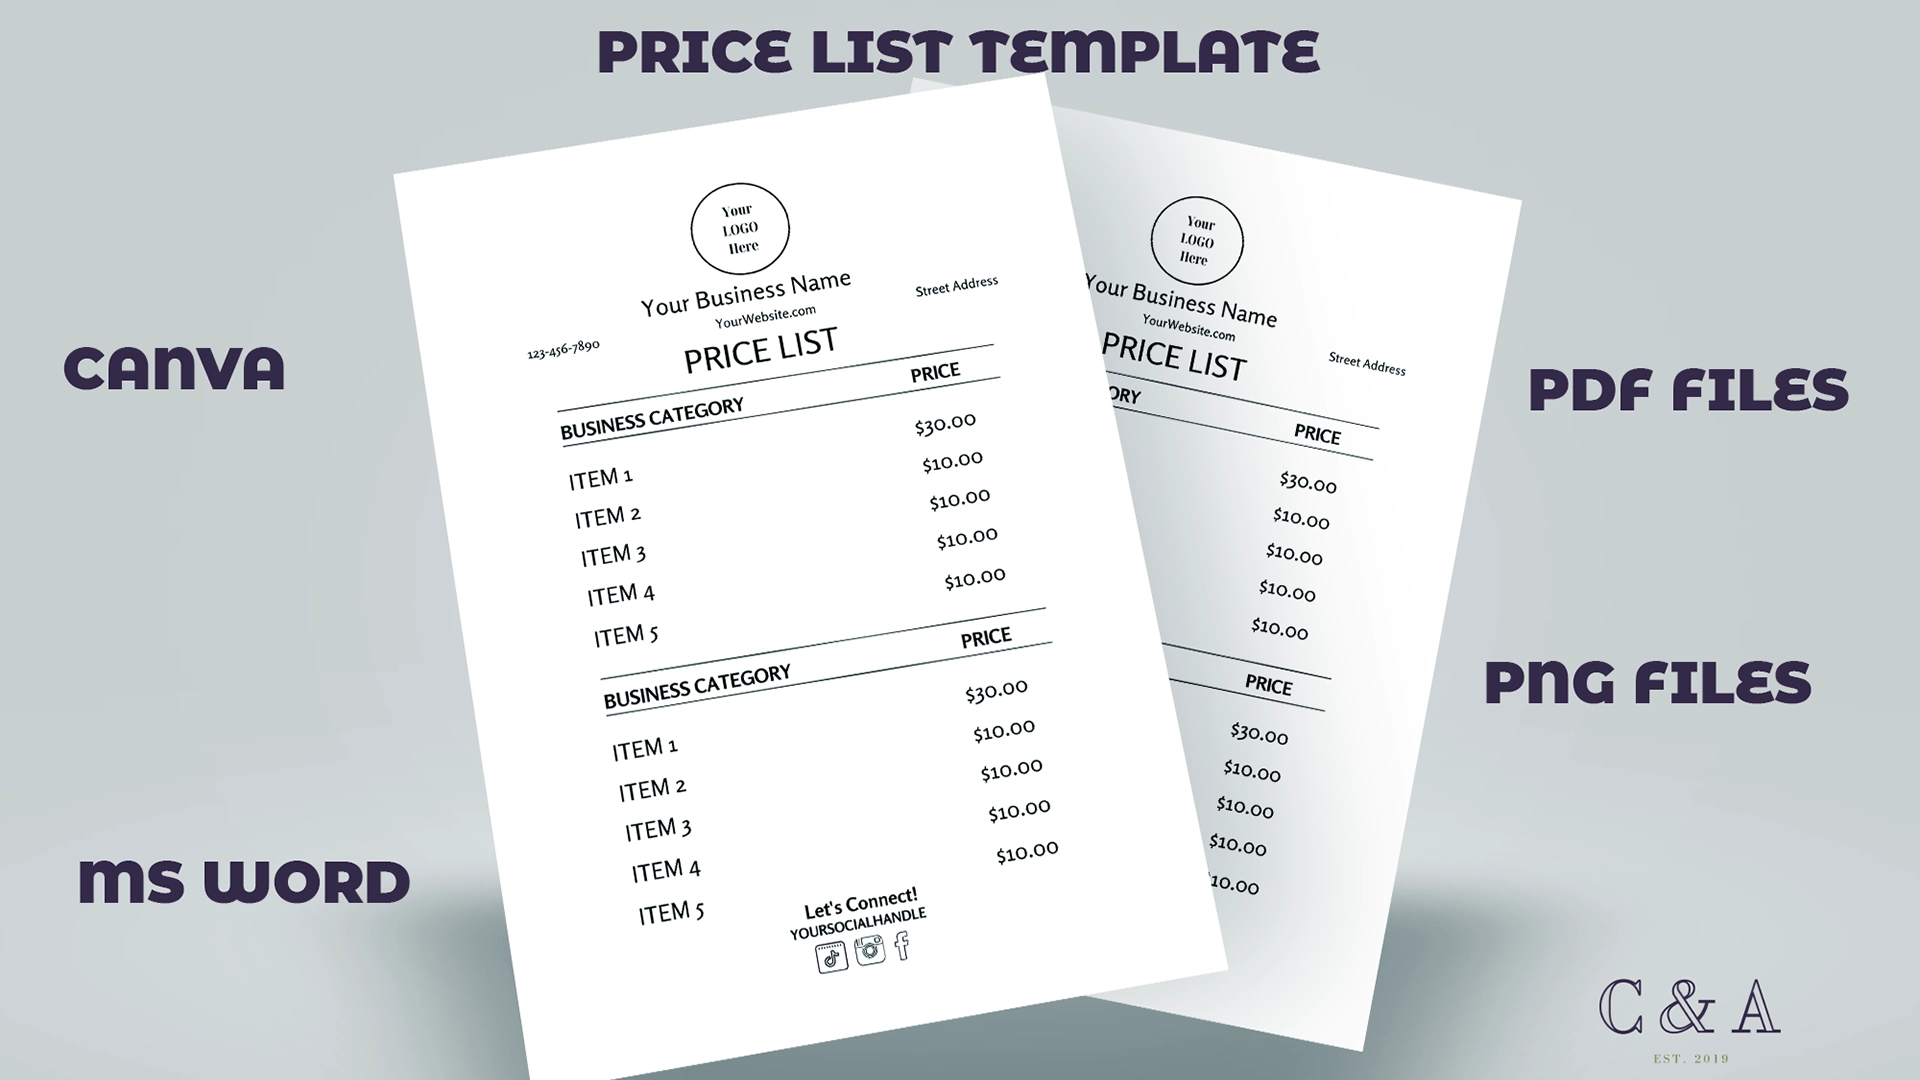 PRICE LIST TEMPLATE
CANVA
MS WORD
PDF FILES
PNG FILES
Your
LOGO
Here
Your Business Name
YourWebsite.com
Street Address
123-456-7890
PRICE LIST
BUSINESS CATEGORY PRICE
ITEM 1 $30.00
ITEM 2 $10.00
ITEM 3 $10.00
ITEM 4 $10.00
ITEM 5 $10.00
BUSINESS CATEGORY PRICE
ITEM 1 $30.00
ITEM 2 $10.00
ITEM 3 $10.00
ITEM 4 $10.00
ITEM 5 $10.00
Let's Connect!
YOURSOCIALHANDLE
Your
LOGO
Here
Your Business Name
YourWebsite.com
Street Address
PRICE LIST
ORY PRICE
$30.00
$10.00
$10.00
$10.00
$10.00
PRICE
$30.00
$10.00
$10.00
$10.00
10.00
C & A
EST. 2019